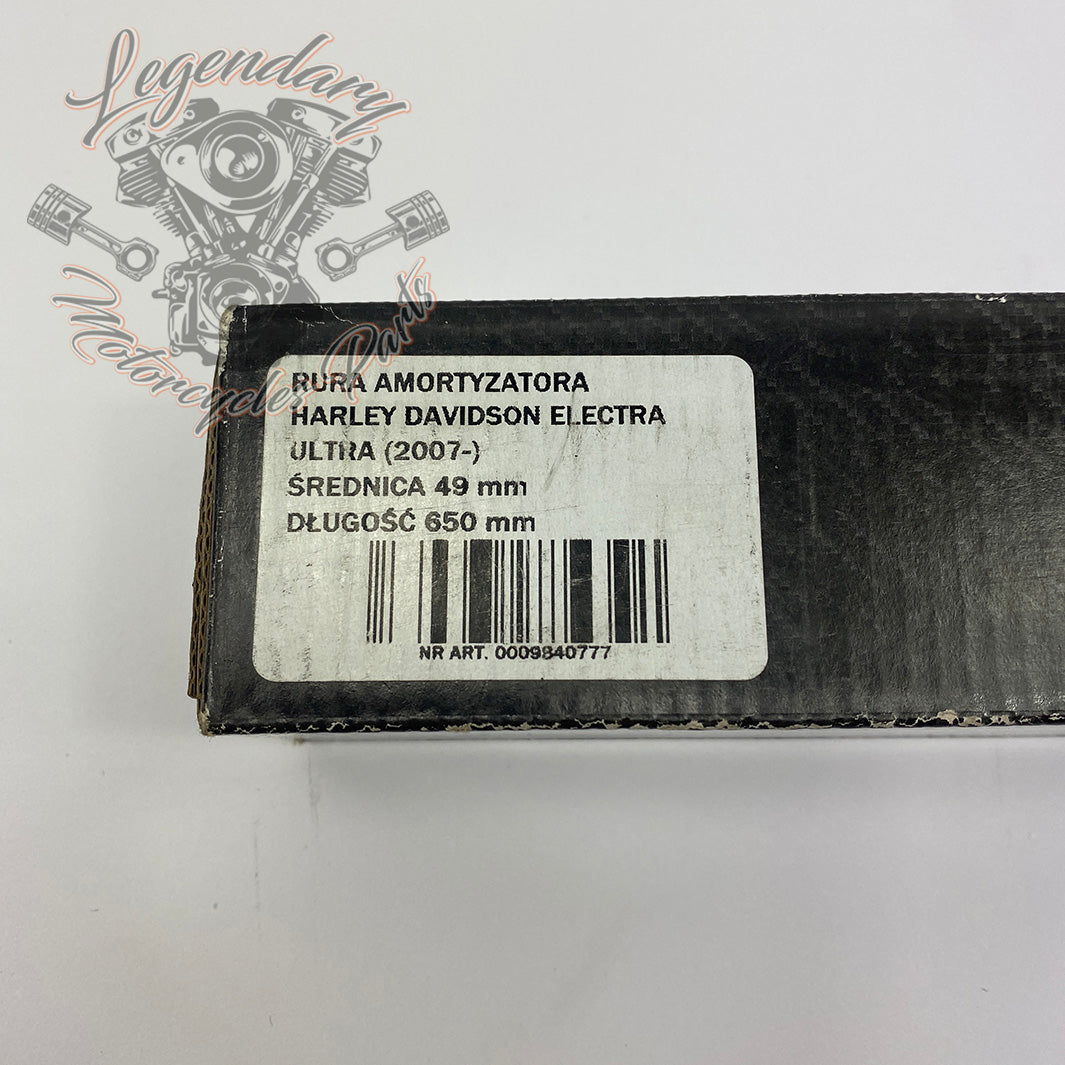 Legendary
Motorcycles Parts
RURA AMORTYZATORA
HARLEY DAVIDSON ELECTRA
ULTRA (2007-)
ŚREDNICA 49 mm
DŁUGOŚĆ 650 mm
NR ART. 0009840777